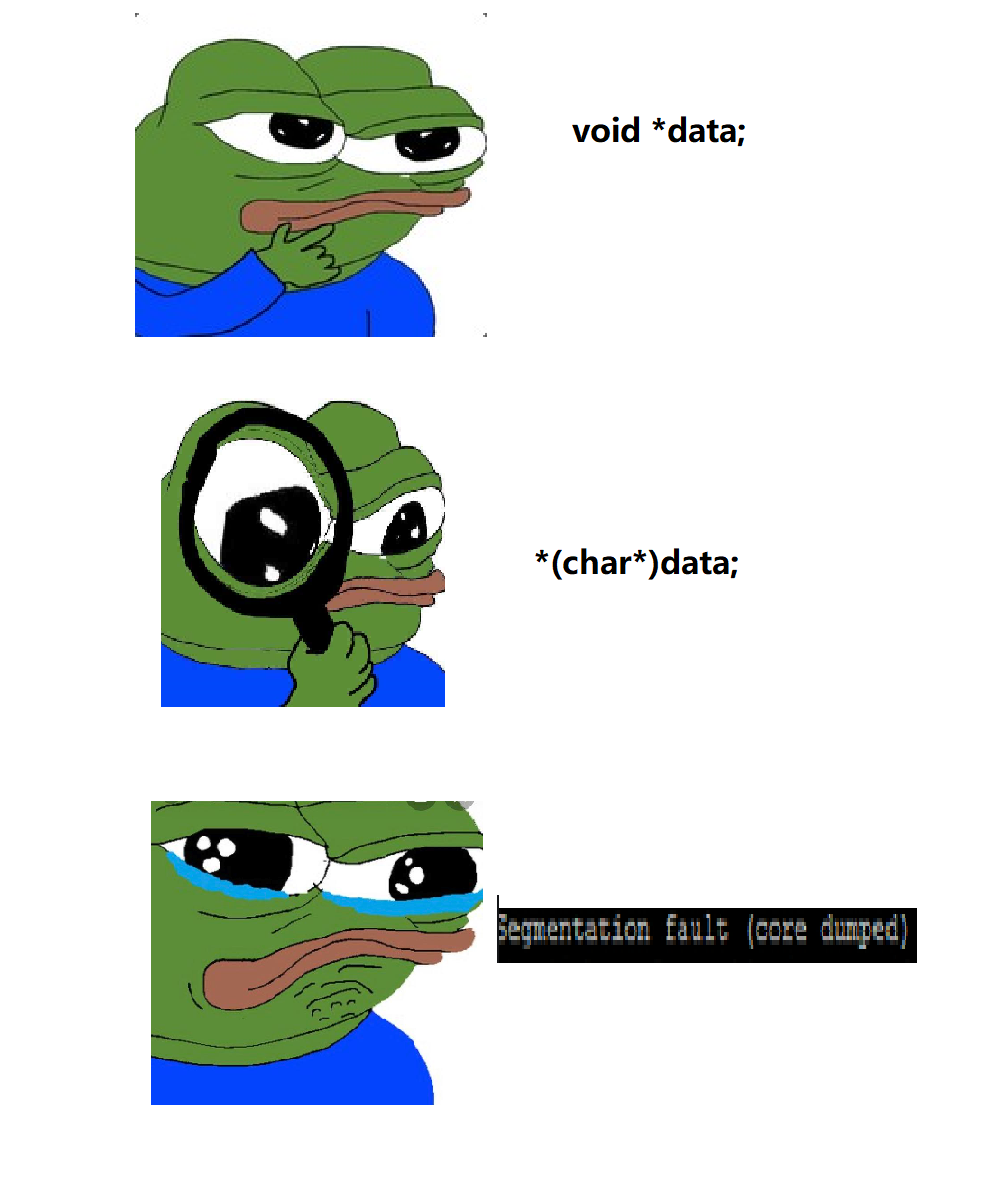 void *data;
*(char*)data;
Segmentation fault (core dumped)